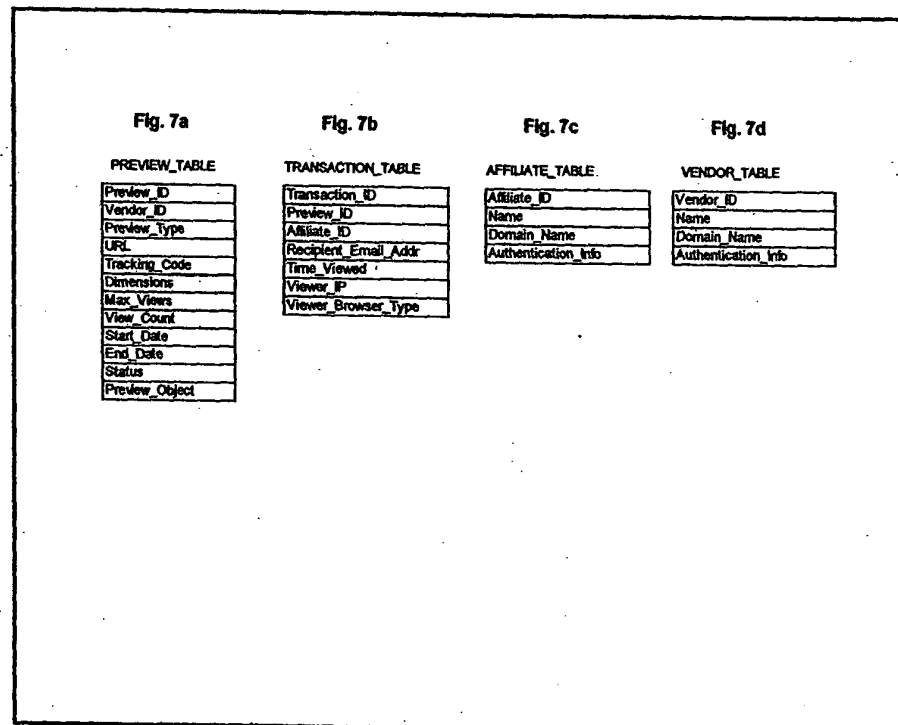 Fig. 7a
PREVIEW_TABLE
Preview_ID
Vendor_ID
Preview_Type
URL
Tracking_Code
Dimensions
Max_Views
View_Count
Start_Date
End_Date
Status
Preview_Object
Fig. 7b
TRANSACTION_TABLE
Transaction_ID
Preview_ID
Affiliate_ID
Recipient_Email_Addr
Time_Viewed
Viewer_IP
Viewer_Browser_Type
Fig. 7c
AFFILIATE_TABLE
Affiliate_ID
Name
Domain_Name
Authentication_Info
Fig. 7d
VENDOR_TABLE
Vendor_ID
Name
Domain_Name
Authentication_Info